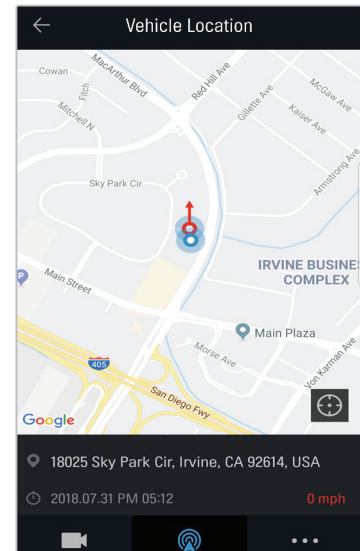 Vehicle Location
Cowan
MacArthur Blvd
Red Hill Ave
Fitch
Mitchell N
Gillette Ave
McGaw Ave
Kaiser Ave
Armstrong Ave
Sky Park Cir
IRVINE BUSINE
COMPLEX
P
Main Street
Main Plaza
Morse Ave
Von Karman Ave
405
San Diego Fwy
Google
18025 Sky Park Cir, Irvine, CA 92614, USA
2018.07.31 PM 05:12
0 mph